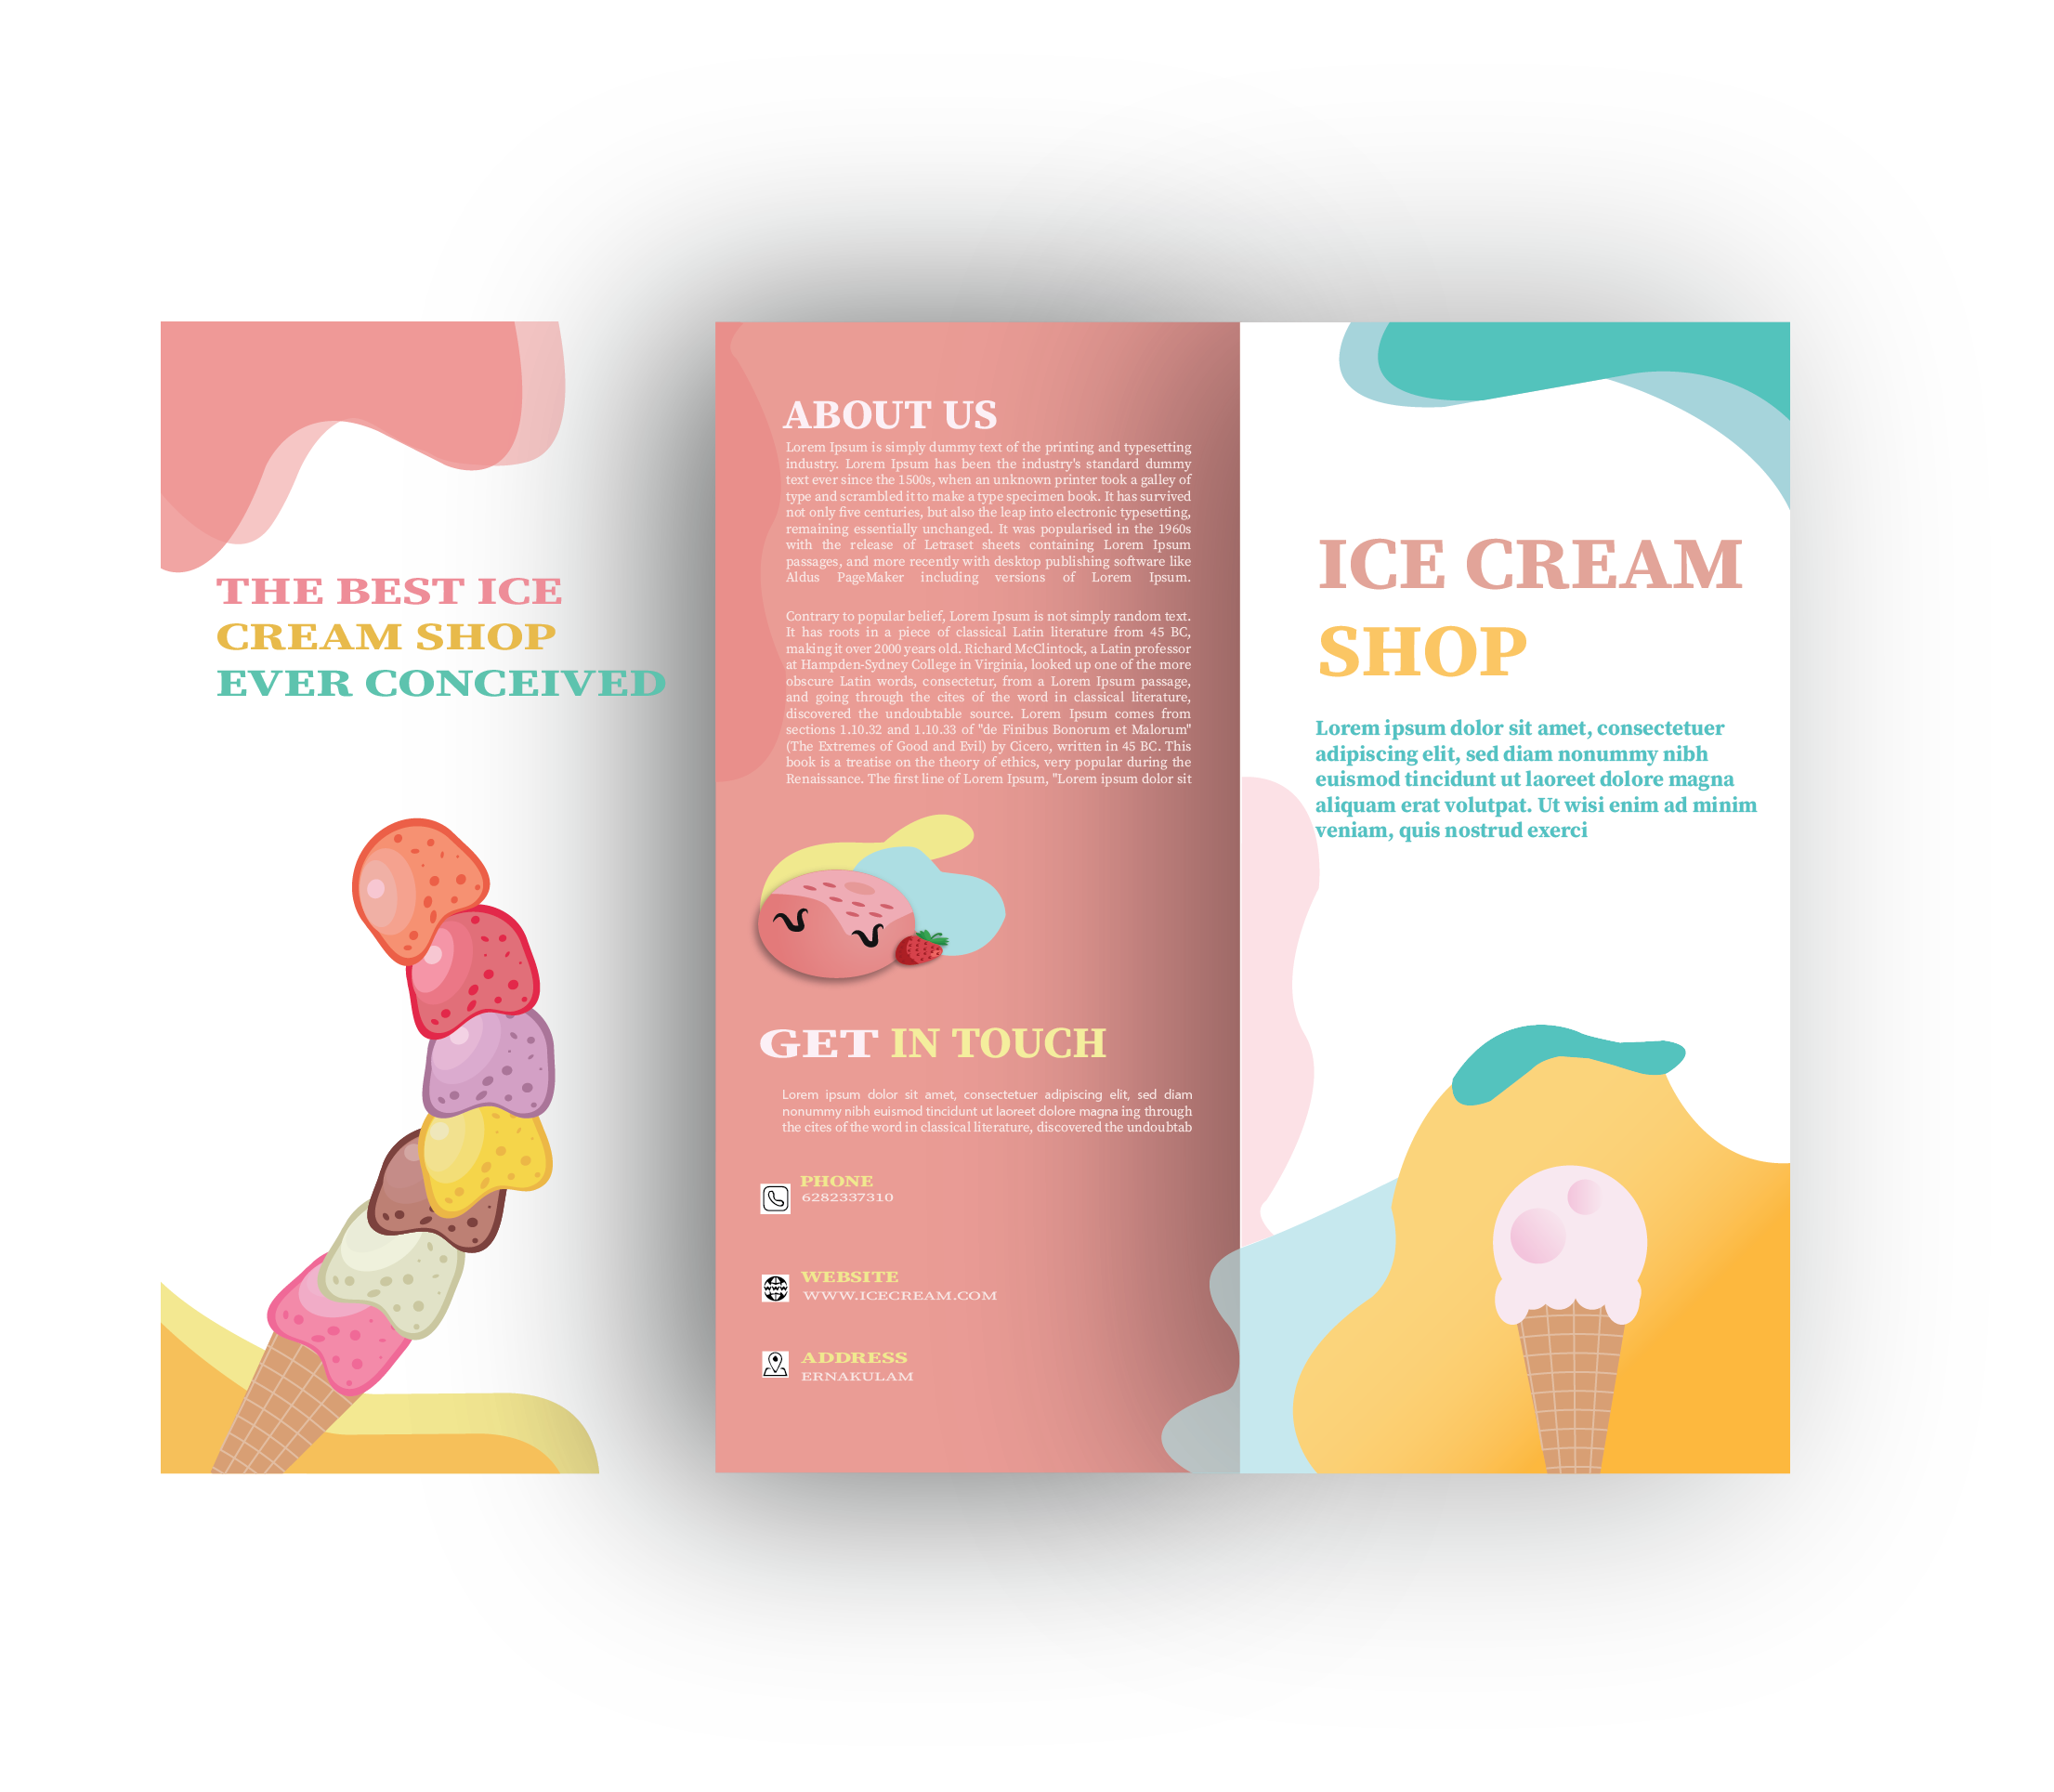 THE BEST ICE
CREAM SHOP
EVER CONCEIVED
ABOUT US
Lorem Ipsum is simply dummy text of the printing and typesetting
industry. Lorem Ipsum has been the industry's standard dummy
text ever since the 1500s, when an unknown printer took a galley of
type and scrambled it to make a type specimen book. It has survived
not only five centuries, but also the leap into electronic typesetting,
remaining essentially unchanged. It was popularised in the 1960s
with the release of Letraset sheets containing Lorem Ipsum
passages, and more recently with desktop publishing software like
Aldus PageMaker including versions of Lorem Ipsum.
Contrary to popular belief, Lorem Ipsum is not simply random text.
It has roots in a piece of classical Latin literature from 45 BC,
making it over 2000 years old. Richard McClintock, a Latin professor
at Hampden-Sydney College in Virginia, looked up one of the more
obscure Latin words, consectetur, from a Lorem Ipsum passage,
and going through the cites of the word in classical literature,
discovered the undoubtable source. Lorem Ipsum comes from
sections 1.10.32 and 1.10.33 of "de Finibus Bonorum et Malorum"
(The Extremes of Good and Evil) by Cicero, written in 45 BC. This
book is a treatise on the theory of ethics, very popular during the
Renaissance. The first line of Lorem Ipsum, "Lorem ipsum dolor sit
GET IN TOUCH
Lorem ipsum dolor sit amet, consectetuer adipiscing elit, sed diam
nonummy nibh euismod tincidunt ut laoreet dolore magna ing through
the cites of the word in classical literature, discovered the undoubtab
PHONE
6282337310
WEBSITE
WWW.ICECREAM.COM
ADDRESS
ERNAKULAM
ICE CREAM
SHOP
Lorem ipsum dolor sit amet, consectetuer
adipiscing elit, sed diam nonummy nibh
euismod tincidunt ut laoreet dolore magna
aliquam erat volutpat. Ut wisi enim ad minim
veniam, quis nostrud exerci